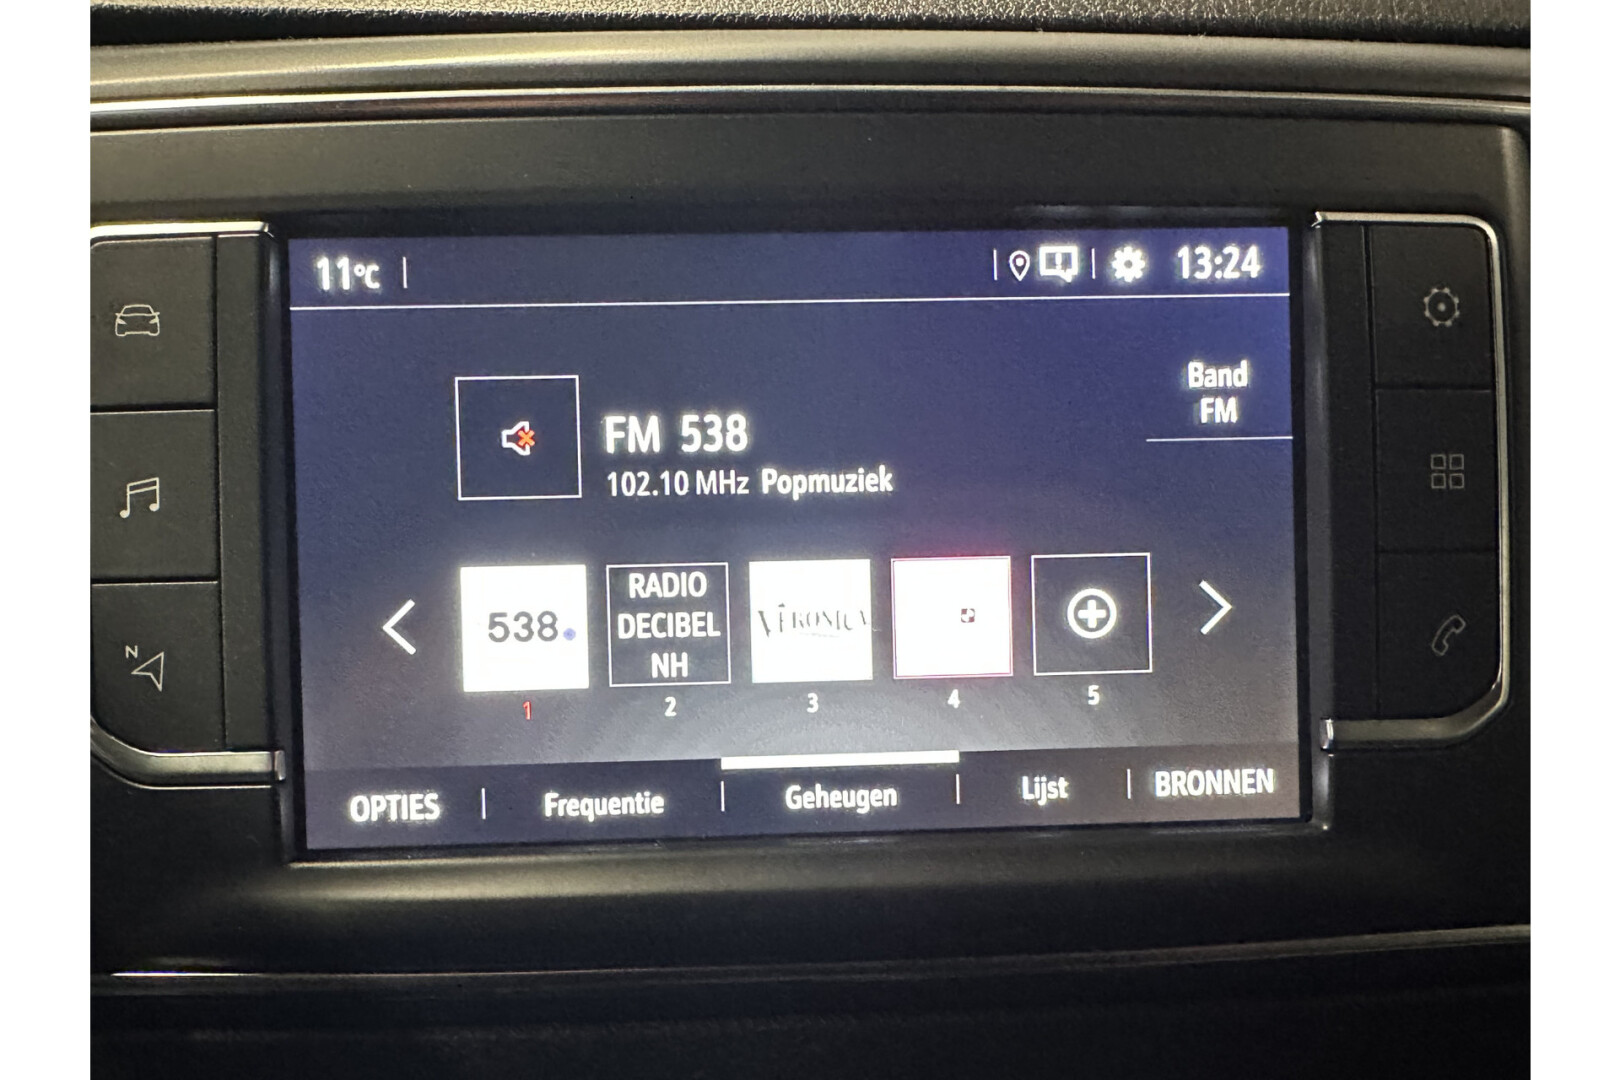 11°C
13:24
Band
FM
FM 538
102.10 MHz Popmuziek
538.
RADIO
DECIBEL
NH
VERONICA
1
2
3
4
5
OPTIES
Frequentie
Geheugen
Lijst
BRONNEN
N